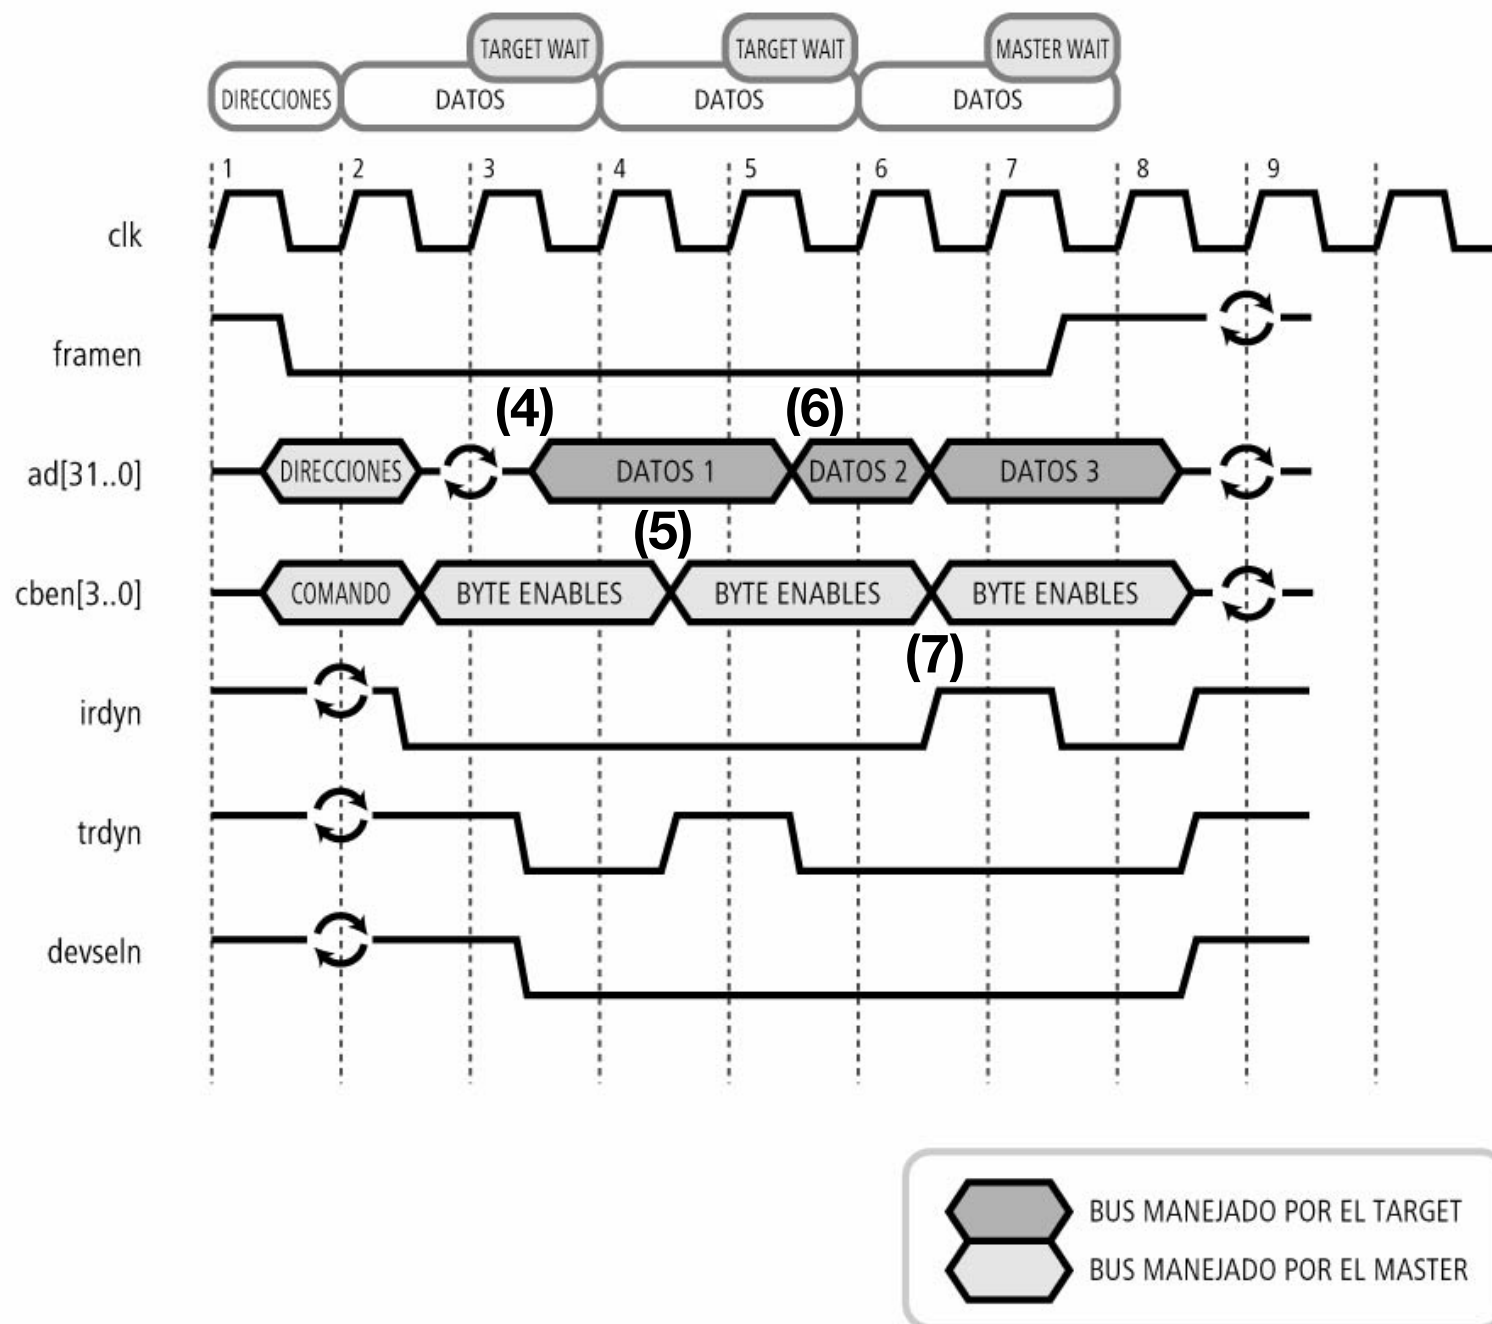 TARGET WAIT TARGET WAIT MASTER WAIT
DIRECCIONES DATOS DATOS DATOS
1 2 3 4 5 6 7 8 9
clk
framen
(4) (6)
ad[31..0] DIRECCIONES DATOS 1 DATOS 2 DATOS 3
(5)
cben[3..0] COMANDO BYTE ENABLES BYTE ENABLES BYTE ENABLES
(7)
irdyn
trdyn
devseln
BUS MANEJADO POR EL TARGET
BUS MANEJADO POR EL MASTER